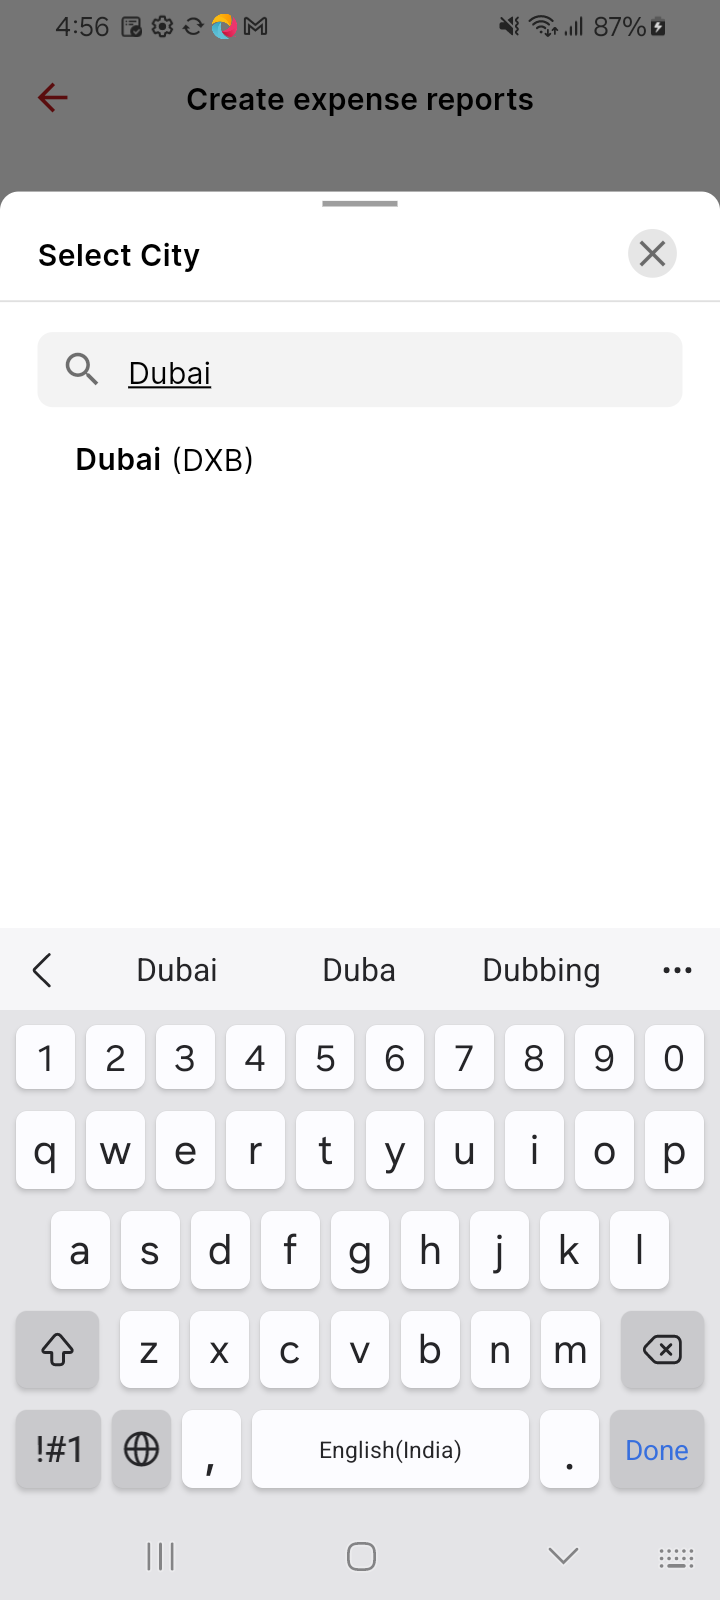 4:56 87%
Create expense reports
Select City
Dubai
Dubai (DXB)
Dubai Duba Dubbing ...
1 2 3 4 5 6 7 8 9 0
q w e r t y u i o p
a s d f g h j k l
z x c v b n m
!#1 , English(India) . Done